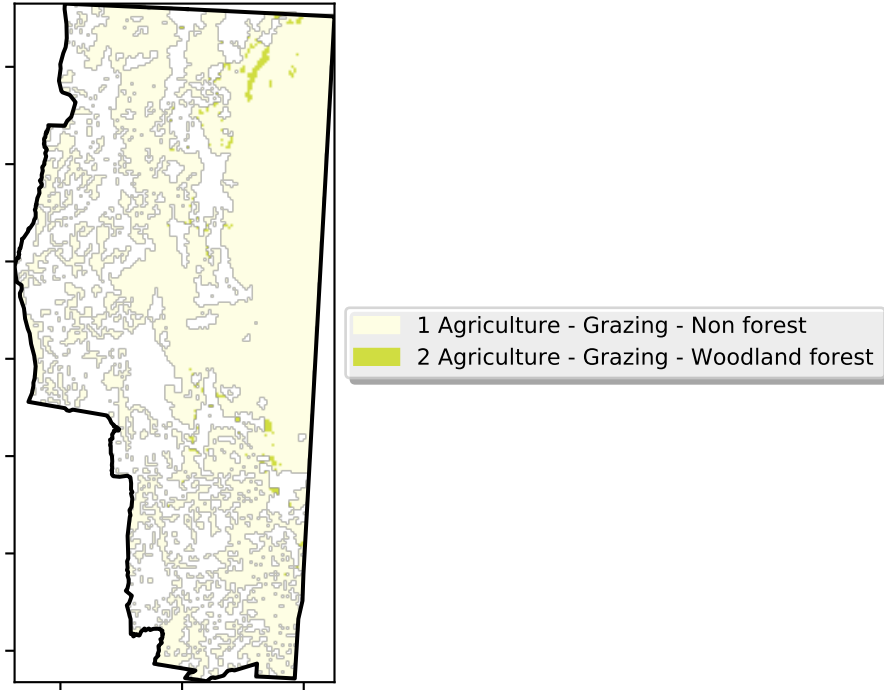 1 Agriculture - Grazing - Non forest
2 Agriculture - Grazing - Woodland forest